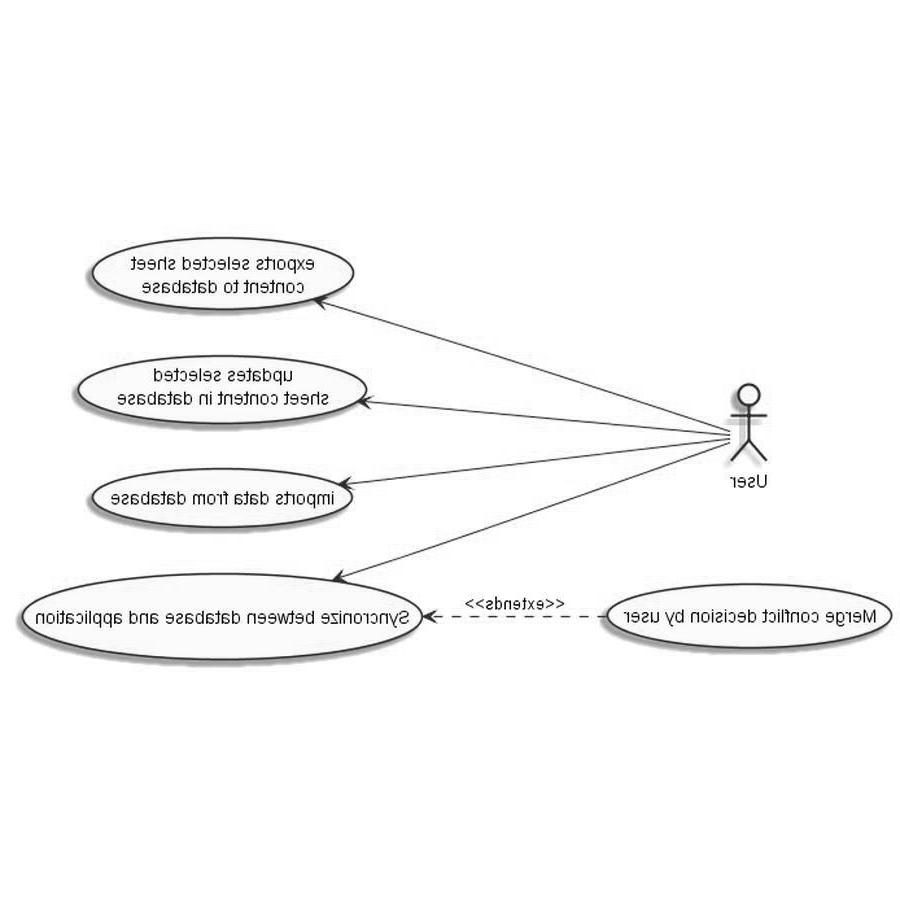 exports selected sheet
content to database
updates selected
sheet content in database
User
imports data from database
Syncronize between database and application
<<extends>>
Merge conflict decision by user